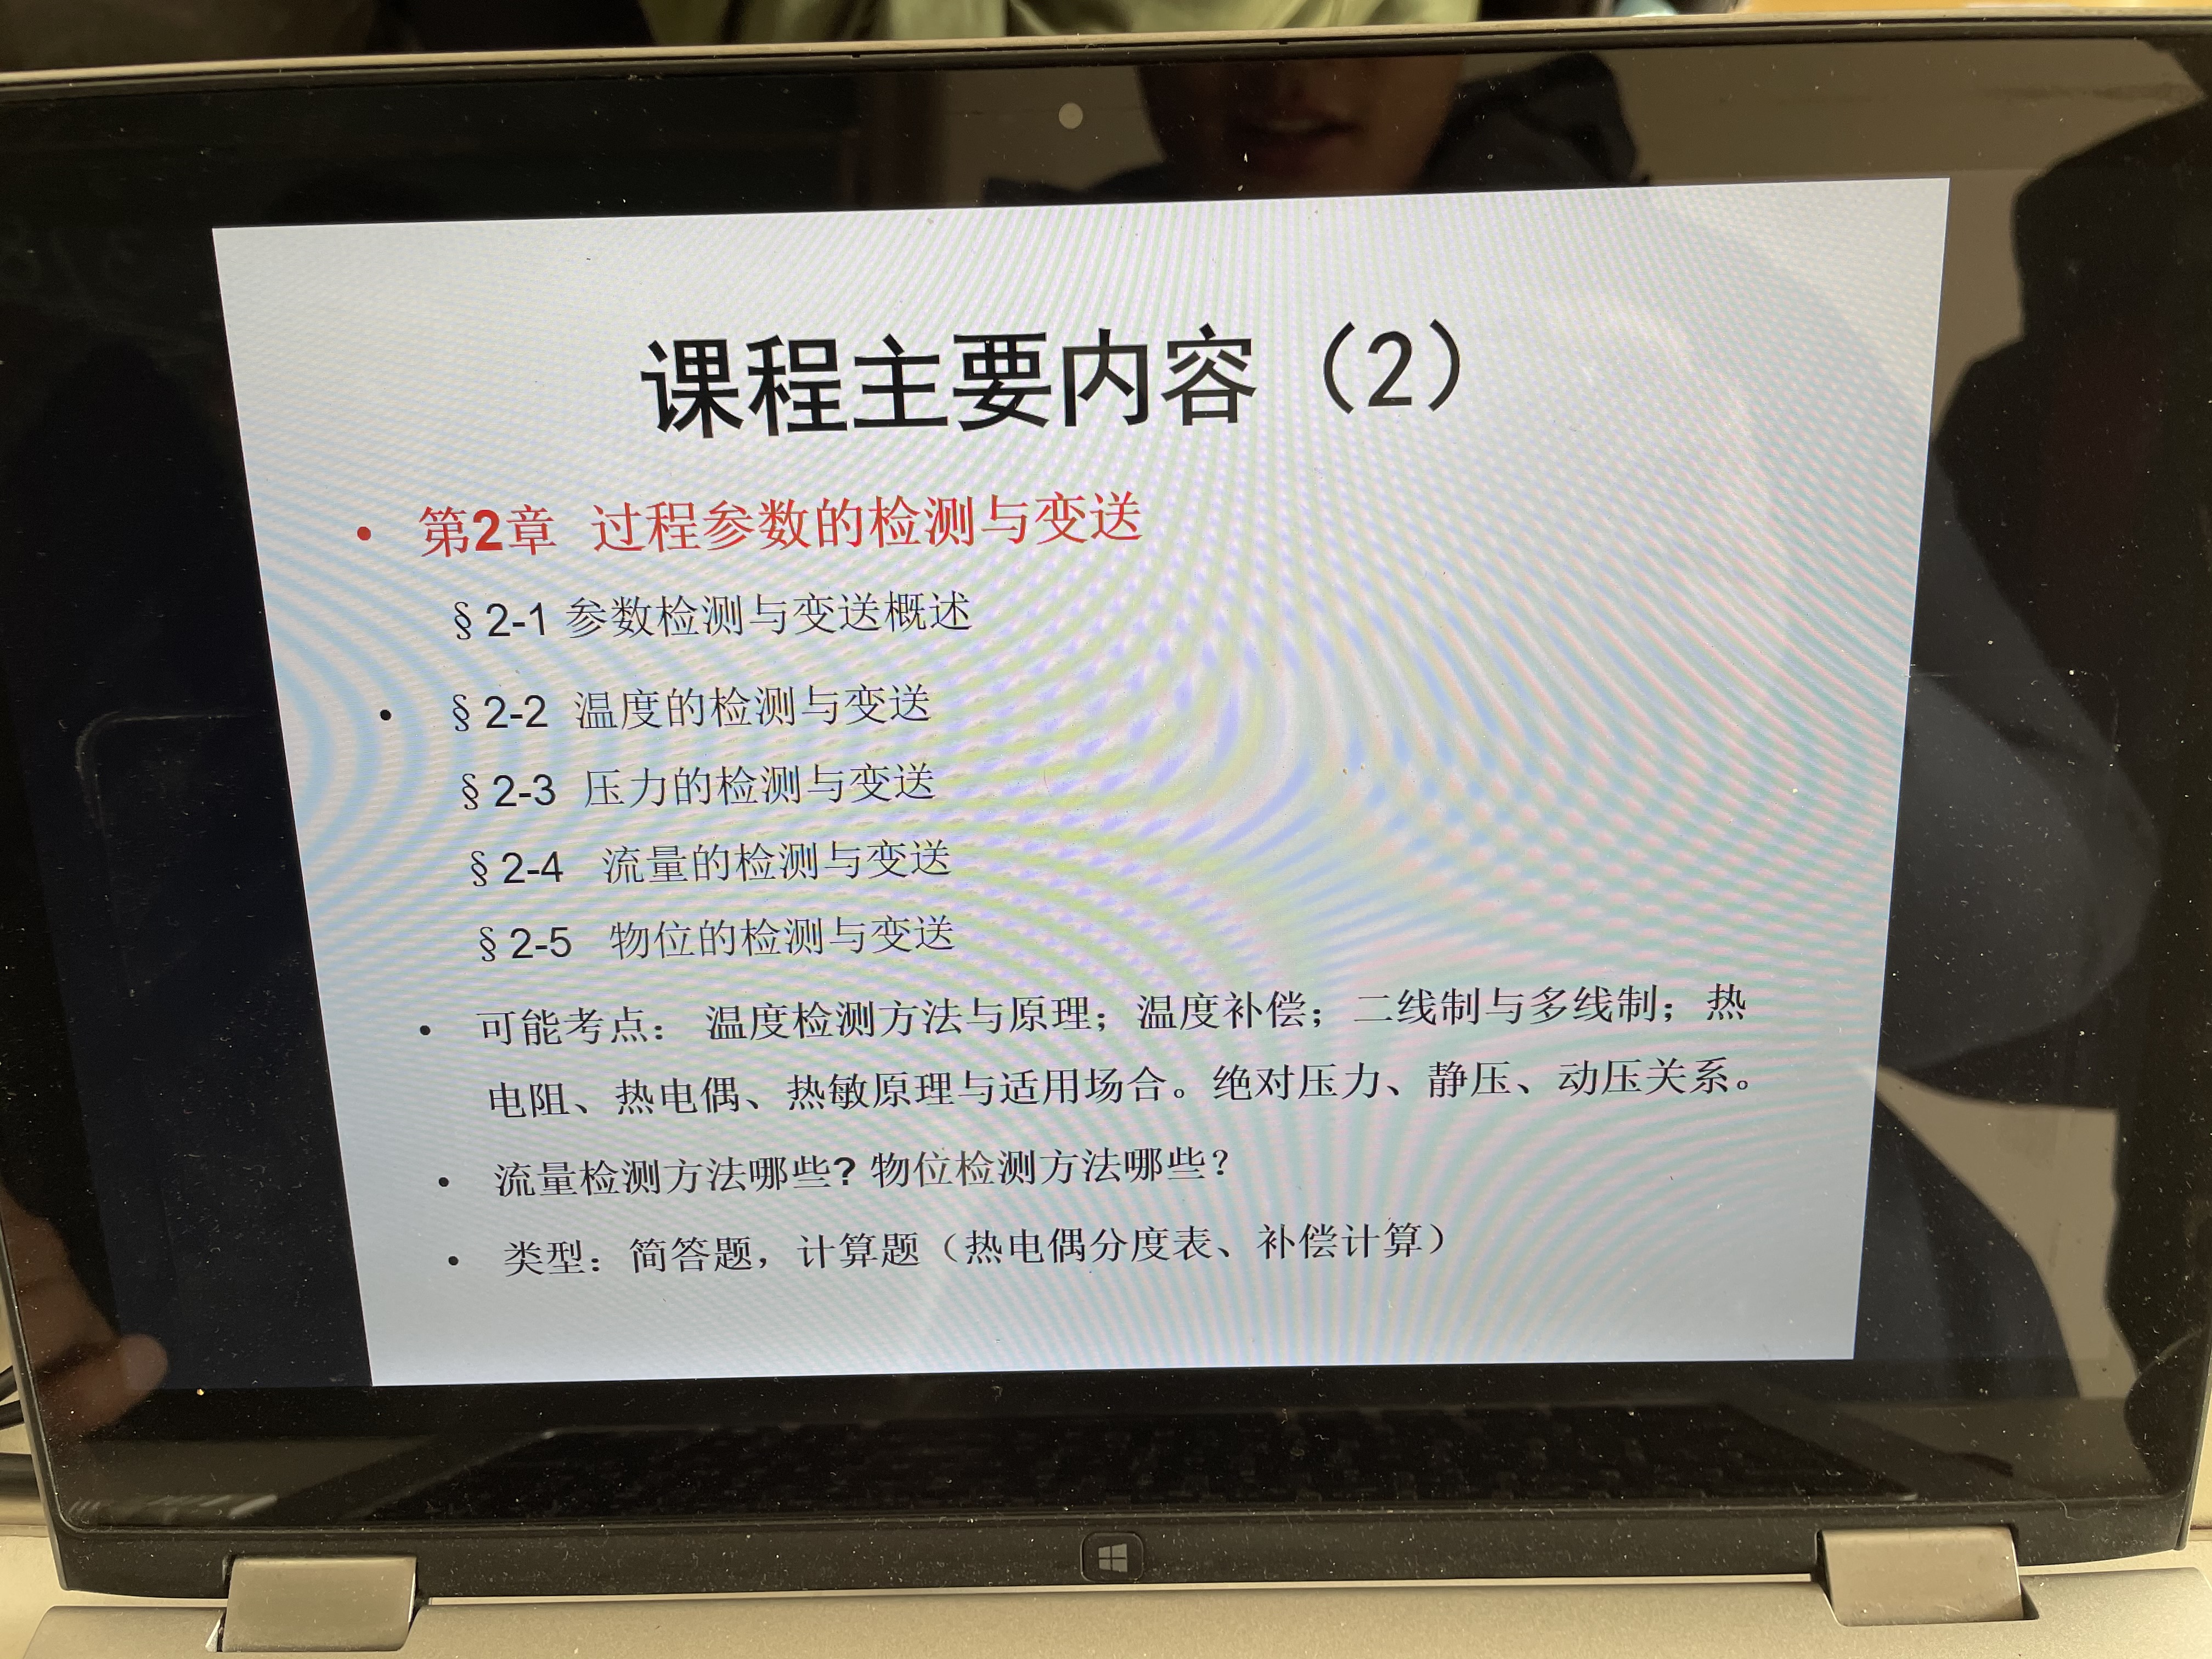 课程主要内容（2）
• 第2章 过程参数的检测与变送
§ 2-1 参数检测与变送概述
• § 2-2 温度的检测与变送
§ 2-3 压力的检测与变送
§ 2-4 流量的检测与变送
§ 2-5 物位的检测与变送
• 可能考点： 温度检测方法与原理；温度补偿；二线制与多线制；热
电阻、热电偶、热敏原理与适用场合。绝对压力、静压、动压关系。
• 流量检测方法哪些? 物位检测方法哪些？
• 类型：简答题，计算题（热电偶分度表、补偿计算）